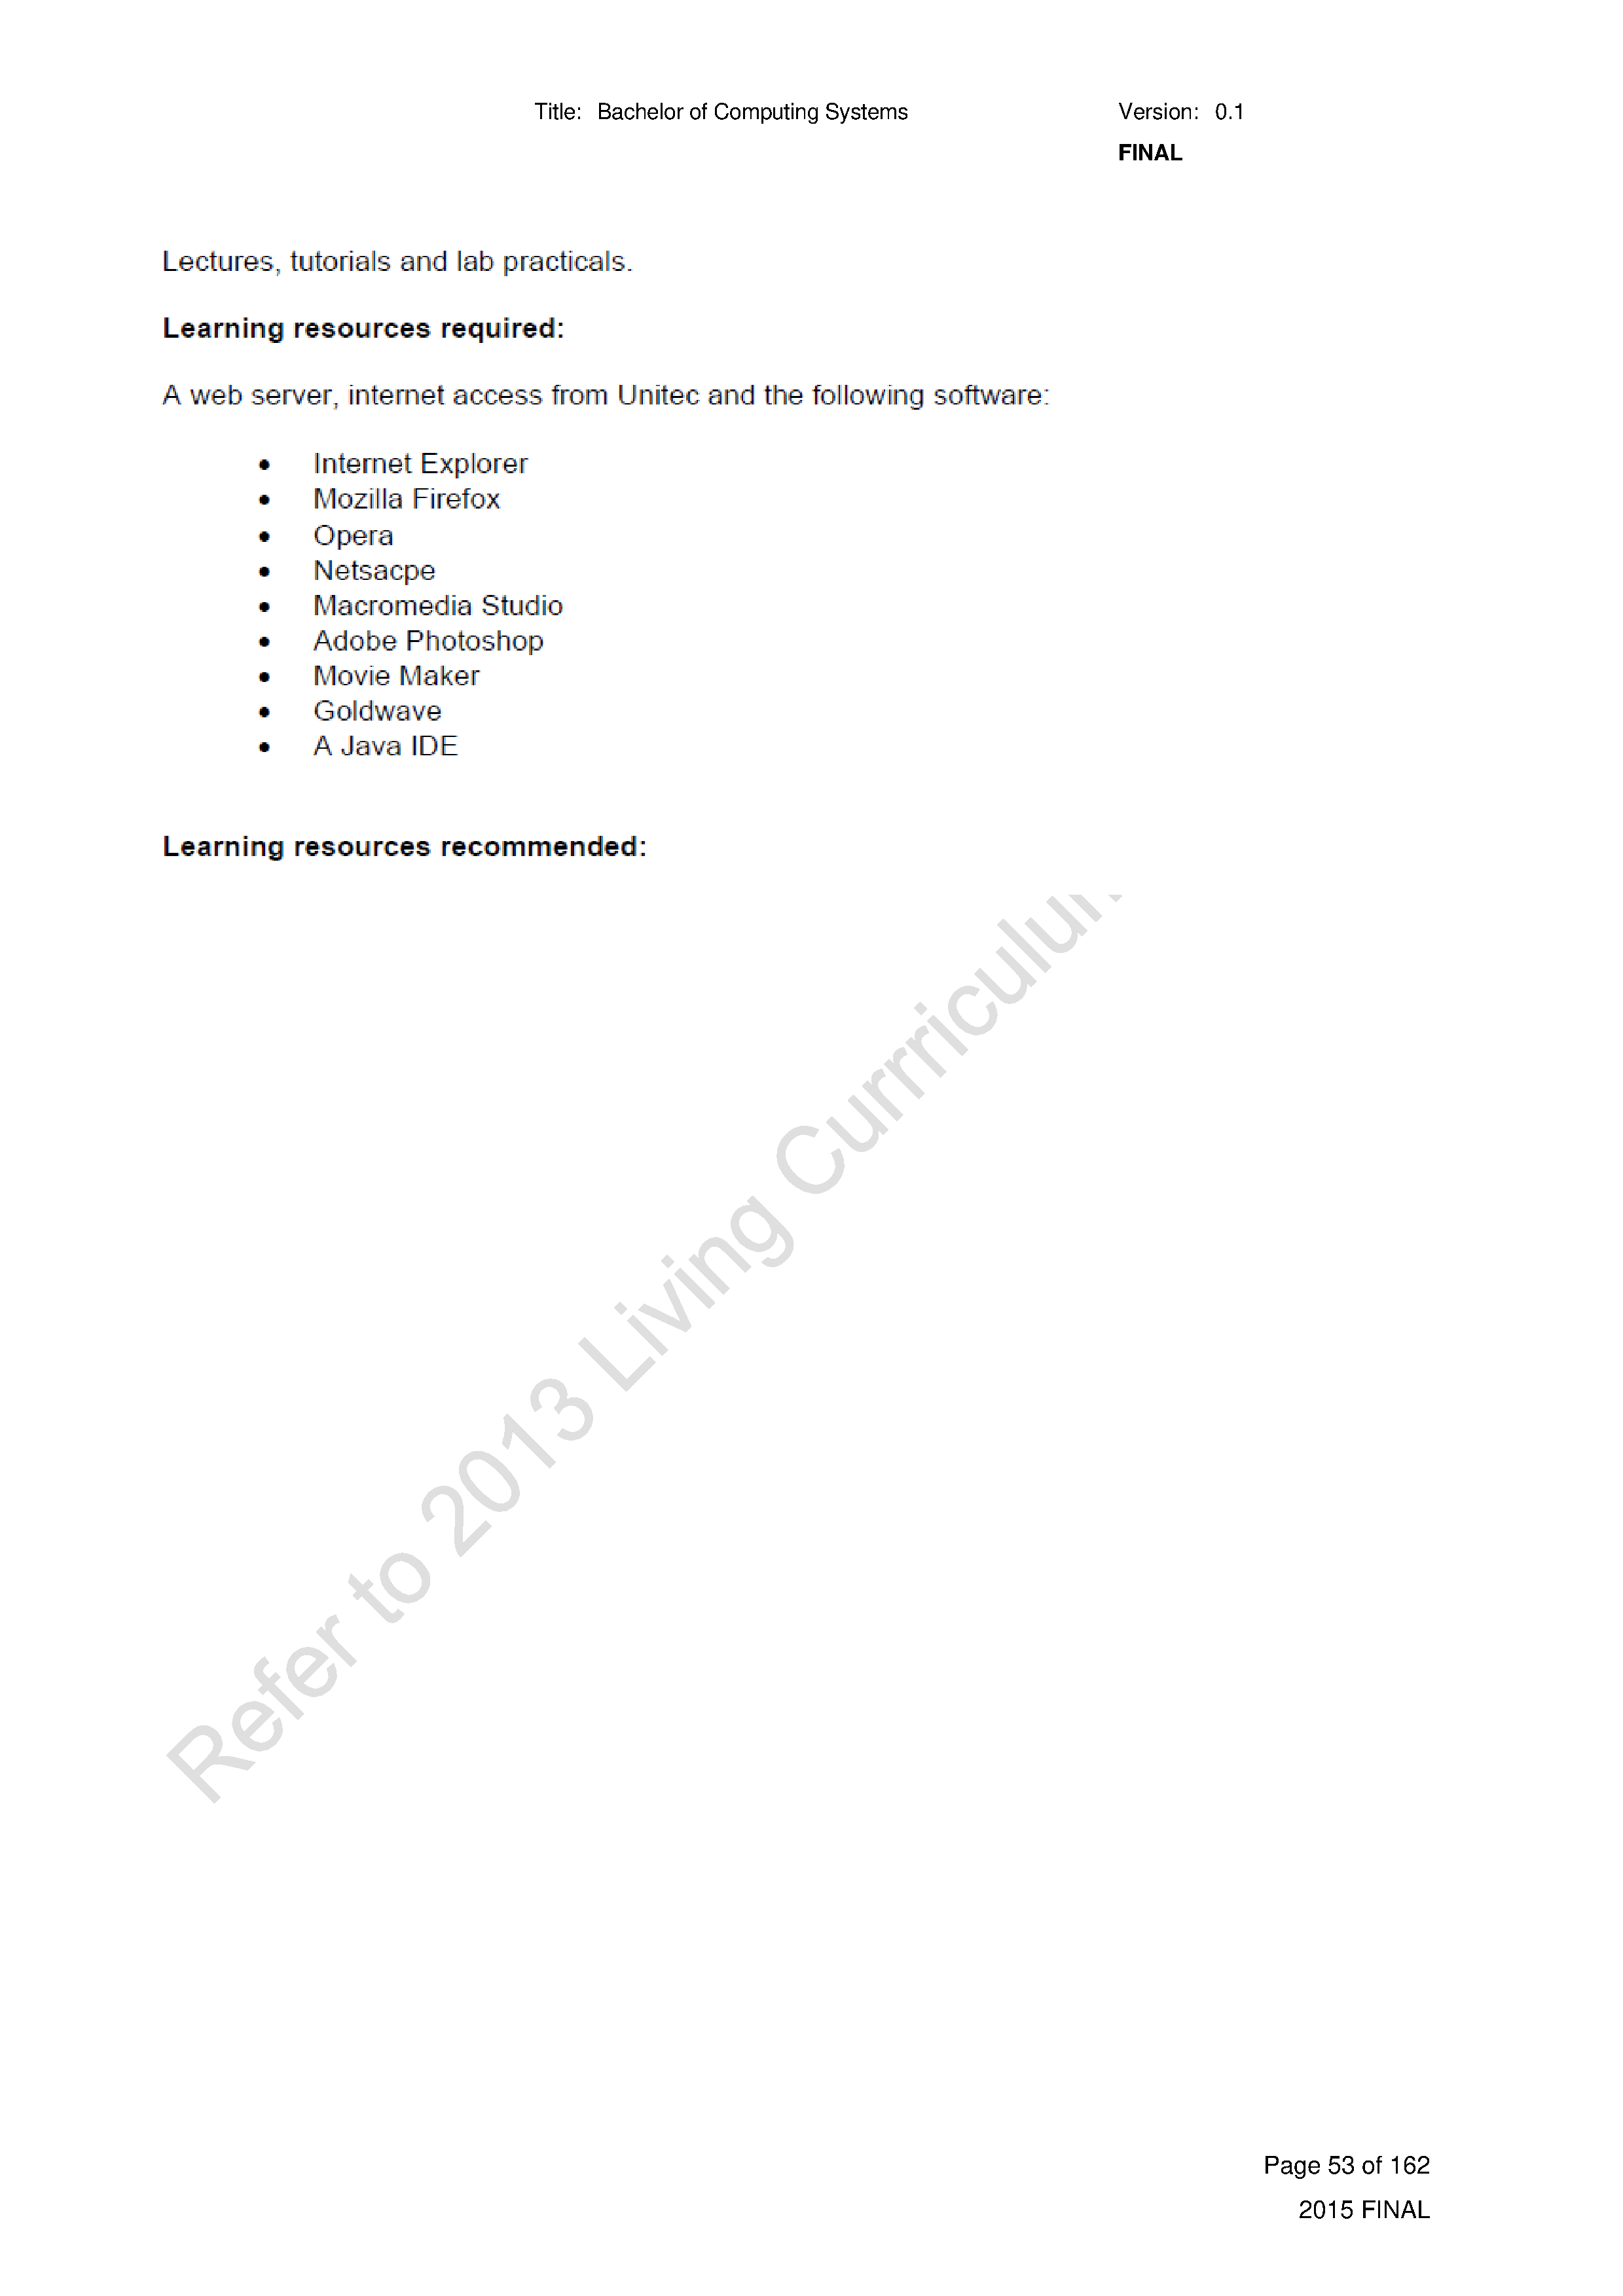 Title: Bachelor of Computing Systems Version: 0.1
FINAL
Lectures, tutorials and lab practicals.
Learning resources required:
A web server, internet access from Unitec and the following software:
• Internet Explorer
• Mozilla Firefox
• Opera
• Netsacpe
• Macromedia Studio
• Adobe Photoshop
• Movie Maker
• Goldwave
• A Java IDE
Learning resources recommended:
Refer to 2013 Living
Page 53 of 162
2015 FINAL